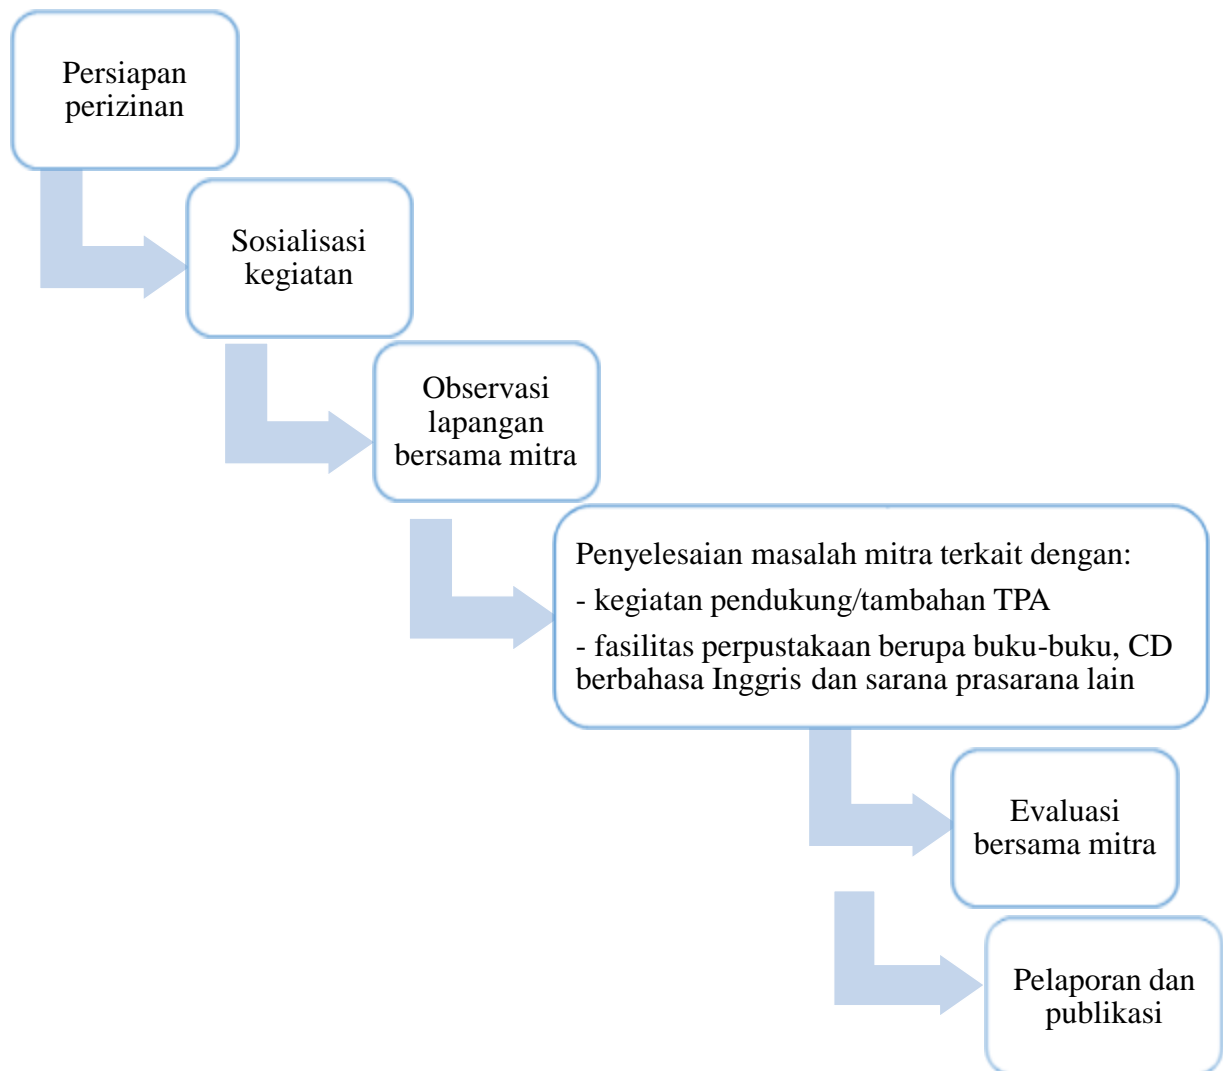 Persiapan
perizinan
Sosialisasi
kegiatan
Observasi
lapangan
bersama mitra
Penyelesaian masalah mitra terkait dengan:
- kegiatan pendukung/tambahan TPA
- fasilitas perpustakaan berupa buku-buku, CD
berbahasa Inggris dan sarana prasarana lain
Evaluasi
bersama mitra
Pelaporan dan
publikasi